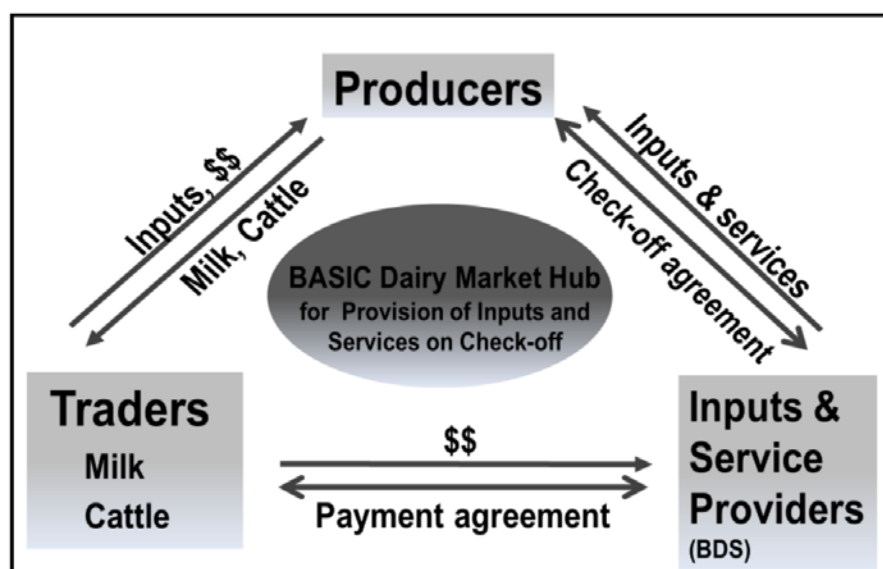 Producers
Inputs, $$
Milk, Cattle
Inputs & services
Check-off agreement
BASIC Dairy Market Hub
for Provision of Inputs and
Services on Check-off
Traders
Milk
Cattle
$$
Payment agreement
Inputs &
Service
Providers
(BDS)